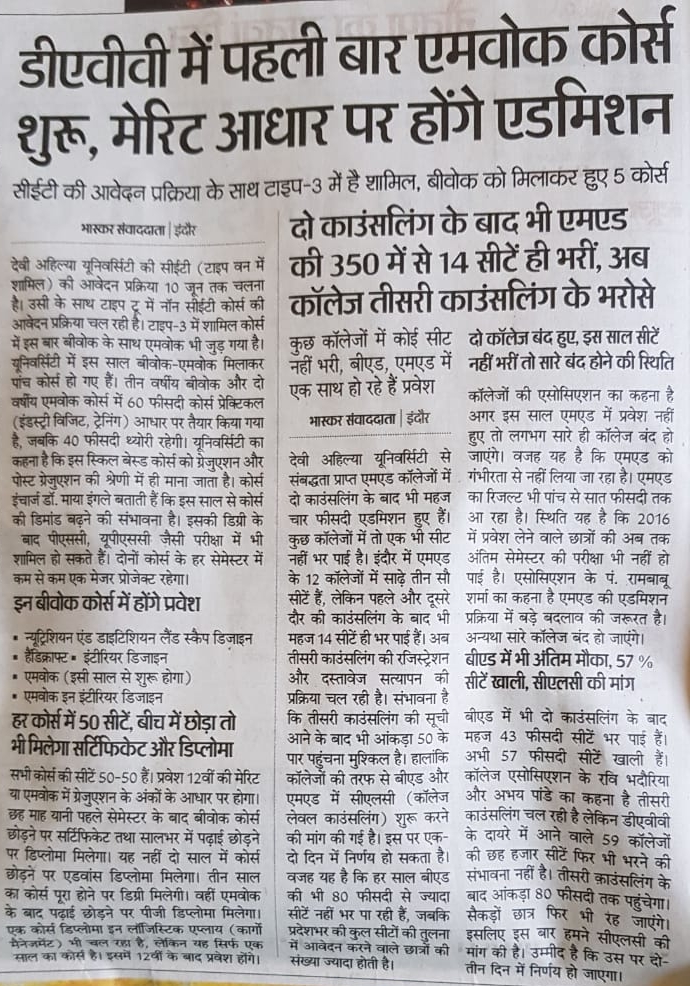 डीएवीवी में पहली बार एमवोक कोर्स
शुरू, मेरिट आधार पर होंगे एडमिशन
सीईटी की आवेदन प्रक्रिया के साथ टाइप-3 में है शामिल, बीवोक को मिलाकर हुए 5 कोर्स
भास्कर संवाददाता | इंदौर
देवी अहिल्या यूनिवर्सिटी की सीईटी (टाइप वन में
शामिल) की आवेदन प्रक्रिया 10 जून तक चलना
है। उसी के साथ टाइप टू में नॉन सीईटी कोर्स की
आवेदन प्रक्रिया चल रही है। टाइप-3 में शामिल कोर्स
में इस बार बीवोक के साथ एमवोक भी जुड़ गया है।
यूनिवर्सिटी में इस साल बीवोक-एमवोक मिलाकर
पांच कोर्स हो गए हैं। तीन वर्षीय बीवोक और दो
वर्षीय एमवोक कोर्स में 60 फीसदी कोर्स प्रेक्टिकल
(इंडस्ट्री विजिट, ट्रेनिंग) आधार पर तैयार किया गया
है, जबकि 40 फीसदी थ्योरी रहेगी। यूनिवर्सिटी का
कहना है कि इस स्किल बेस्ड कोर्स को ग्रेजुएशन और
पोस्ट ग्रेजुएशन की श्रेणी में ही माना जाता है। कोर्स
इंचार्ज डॉ. माया इंगले बताती हैं कि इस साल से कोर्स
की डिमांड बढ़ने की संभावना है। इसकी डिग्री के
बाद पीएससी, यूपीएससी जैसी परीक्षा में भी
शामिल हो सकते हैं। दोनों कोर्स के हर सेमेस्टर में
कम से कम एक मेजर प्रोजेक्ट रहेगा।
इन बीवोक कोर्स में होंगे प्रवेश
▪ न्यूट्रिशियन एंड डाइटिशियन लैंड स्कैप डिजाइन
▪ हैंडिक्राफ्ट ▪ इंटीरियर डिजाइन
▪ एमवोक (इसी साल से शुरू होगा)
▪ एमवोक इन इंटीरियर डिजाइन
हर कोर्स में 50 सीटें, बीच में छोड़ा तो
भी मिलेगा सर्टिफिकेट और डिप्लोमा
सभी कोर्स की सीटें 50-50 हैं। प्रवेश 12वीं की मेरिट
या एमवोक में ग्रेजुएशन के अंकों के आधार पर होगा।
छह माह यानी पहले सेमेस्टर के बाद बीवोक कोर्स
छोड़ने पर सर्टिफिकेट तथा सालभर में पढ़ाई छोड़ने
पर डिप्लोमा मिलेगा। यह नहीं दो साल में कोर्स
छोड़ने पर एडवांस डिप्लोमा मिलेगा। तीन साल
का कोर्स पूरा होने पर डिग्री मिलेगी। वहीं एमवोक
के बाद पढ़ाई छोड़ने पर पीजी डिप्लोमा मिलेगा।
एक कोर्स डिप्लोमा इन लॉजिस्टिक एप्लाय (कार्गो
मैनेजमेंट) भी चल रहा है, लेकिन यह सिर्फ एक
साल का कोर्स है। इसमें 12वीं के बाद प्रवेश होंगे।
दो काउंसलिंग के बाद भी एमएड
की 350 में से 14 सीटें ही भरीं, अब
कॉलेज तीसरी काउंसलिंग के भरोसे
कुछ कॉलेजों में कोई सीट
नहीं भरी, बीएड, एमएड में
एक साथ हो रहे हैं प्रवेश
भास्कर संवाददाता | इंदौर
देवी अहिल्या यूनिवर्सिटी से
संबद्धता प्राप्त एमएड कॉलेजों में
दो काउंसलिंग के बाद भी महज
चार फीसदी एडमिशन हुए हैं।
कुछ कॉलेजों में तो एक भी सीट
नहीं भर पाई है। इंदौर में एमएड
के 12 कॉलेजों में साढ़े तीन सौ
सीटें हैं, लेकिन पहले और दूसरे
दौर की काउंसलिंग के बाद भी
महज 14 सीटें ही भर पाई हैं। अब
तीसरी काउंसलिंग की रजिस्ट्रेशन
और दस्तावेज सत्यापन की
प्रक्रिया चल रही है। संभावना है
कि तीसरी काउंसलिंग की सूची
आने के बाद भी आंकड़ा 50 के
पार पहुंचना मुश्किल है। हालांकि
कॉलेजों की तरफ से बीएड और
एमएड में सीएलसी (कॉलेज
लेवल काउंसलिंग) शुरू करने
की मांग की गई है। इस पर एक-
दो दिन में निर्णय हो सकता है।
वजह यह है कि हर साल बीएड
की भी 80 फीसदी से ज्यादा
सीटें नहीं भर पा रही हैं, जबकि
प्रदेशभर की कुल सीटों की तुलना
में आवेदन करने वाले छात्रों की
संख्या ज्यादा होती है।
दो कॉलेज बंद हुए, इस साल सीटें
नहीं भरीं तो सारे बंद होने की स्थिति
कॉलेजों की एसोसिएशन का कहना है
अगर इस साल एमएड में प्रवेश नहीं
हुए तो लगभग सारे ही कॉलेज बंद हो
जाएंगे। वजह यह है कि एमएड को
गंभीरता से नहीं लिया जा रहा है। एमएड
का रिजल्ट भी पांच से सात फीसदी तक
आ रहा है। स्थिति यह है कि 2016
में प्रवेश लेने वाले छात्रों की अब तक
अंतिम सेमेस्टर की परीक्षा भी नहीं हो
पाई है। एसोसिएशन के पं. रामबाबू
शर्मा का कहना है एमएड की एडमिशन
प्रक्रिया में बड़े बदलाव की जरूरत है।
अन्यथा सारे कॉलेज बंद हो जाएंगे।
बीएड में भी अंतिम मौका, 57 %
सीटें खाली, सीएलसी की मांग
बीएड में भी दो काउंसलिंग के बाद
महज 43 फीसदी सीटें भर पाई हैं।
अभी 57 फीसदी सीटें खाली हैं।
कॉलेज एसोसिएशन के रवि भदौरिया
और अभय पांडे का कहना है तीसरी
काउंसलिंग चल रही है लेकिन डीएवीवी
के दायरे में आने वाले 59 कॉलेजों
की छह हजार सीटें फिर भी भरने की
संभावना नहीं है। तीसरी काउंसलिंग के
बाद आंकड़ा 80 फीसदी तक पहुंचेगा।
सैकड़ों छात्र फिर भी रह जाएंगे।
इसलिए इस बार हमने सीएलसी की
मांग की है। उम्मीद है कि उस पर दो-
तीन दिन में निर्णय हो जाएगा।